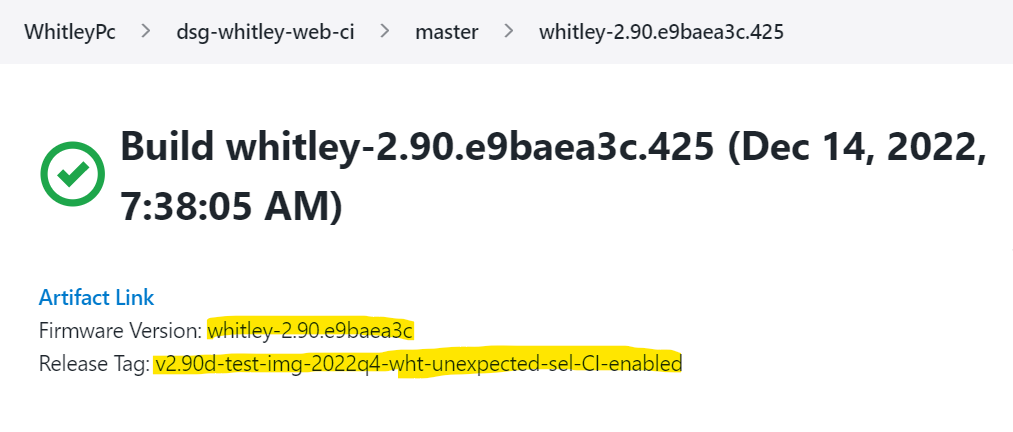 WhitleyPc > dsg-whitley-web-ci > master > whitley-2.90.e9baea3c.425
Build whitley-2.90.e9baea3c.425 (Dec 14, 2022,
7:38:05 AM)
Artifact Link
Firmware Version: whitley-2.90.e9baea3c
Release Tag: v2.90d-test-img-2022q4-wht-unexpected-sel-CI-enabled